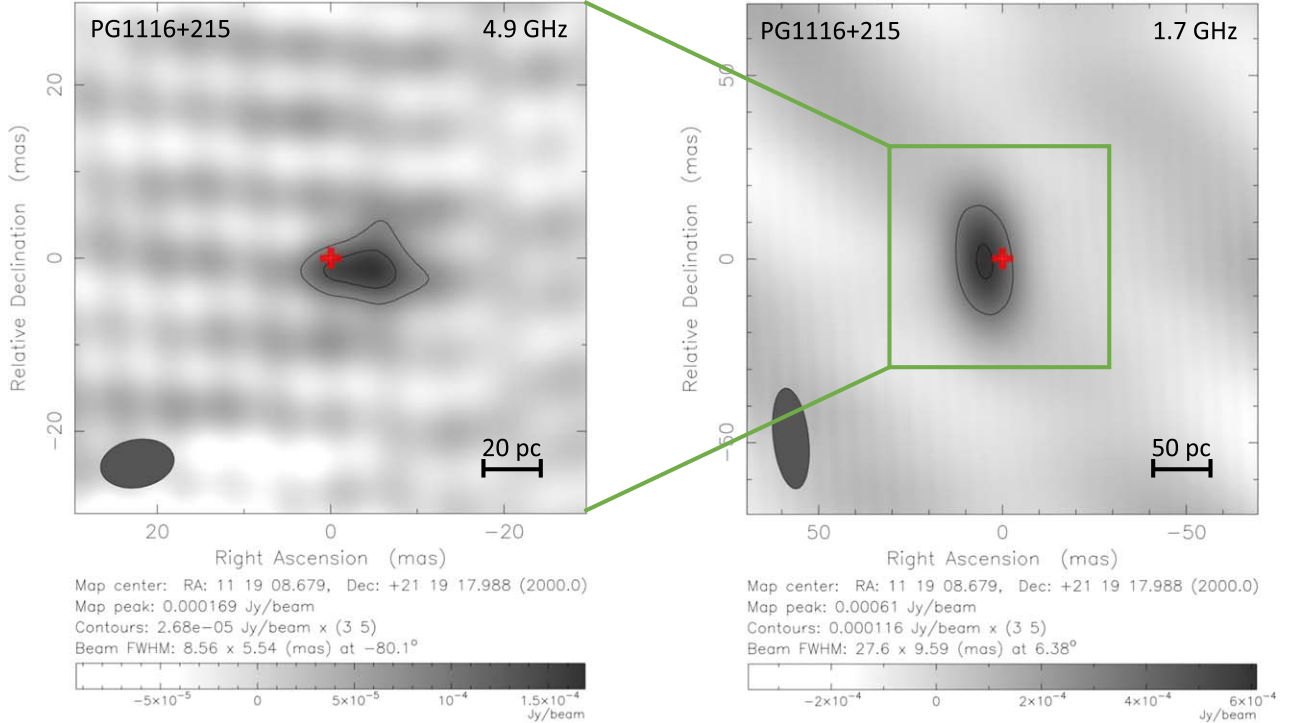 PG1116+215
4.9 GHz
Relative Declination (mas)
20
0
−20
20 pc
20
0
−20
Right Ascension (mas)
Map center: RA: 11 19 08.679, Dec: +21 19 17.988 (2000.0)
Map peak: 0.000169 Jy/beam
Contours: 2.68e−05 Jy/beam x (3 5)
Beam FWHM: 8.56 x 5.54 (mas) at −80.1°
−5×10⁻⁵
0
5×10⁻⁵
10⁻⁴
1.5×10⁻⁴
Jy/beam
PG1116+215
1.7 GHz
Relative Declination (mas)
50
0
−50
50 pc
50
0
−50
Right Ascension (mas)
Map center: RA: 11 19 08.679, Dec: +21 19 17.988 (2000.0)
Map peak: 0.00061 Jy/beam
Contours: 0.000116 Jy/beam x (3 5)
Beam FWHM: 27.6 x 9.59 (mas) at 6.38°
−2×10⁻⁴
0
2×10⁻⁴
4×10⁻⁴
6×10⁻⁴
Jy/beam